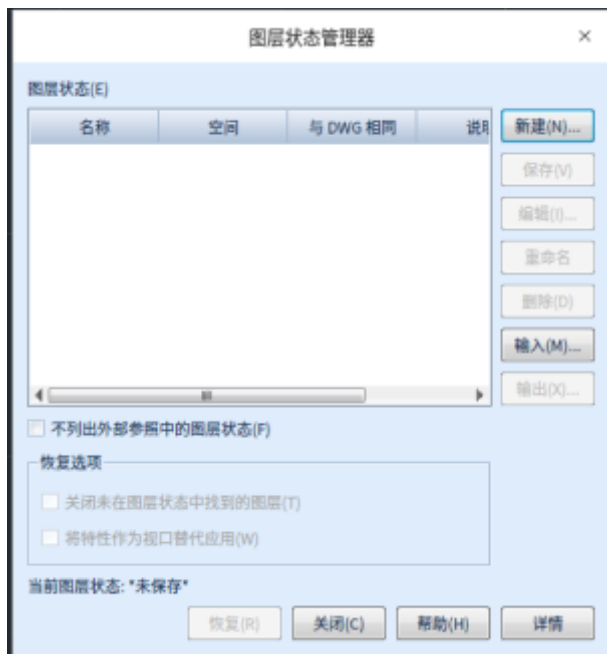 图层状态管理器
图层状态(E)
名称 空间 与 DWG 相同 说明
新建(N)...
保存(V)
编辑(I)...
重命名
删除(D)
输入(M)...
输出(X)...
不列出外部参照中的图层状态(F)
恢复选项
关闭未在图层状态中找到的图层(T)
将特性作为视口替代应用(W)
当前图层状态: "未保存"
恢复(R) 关闭(C) 帮助(H) 详情